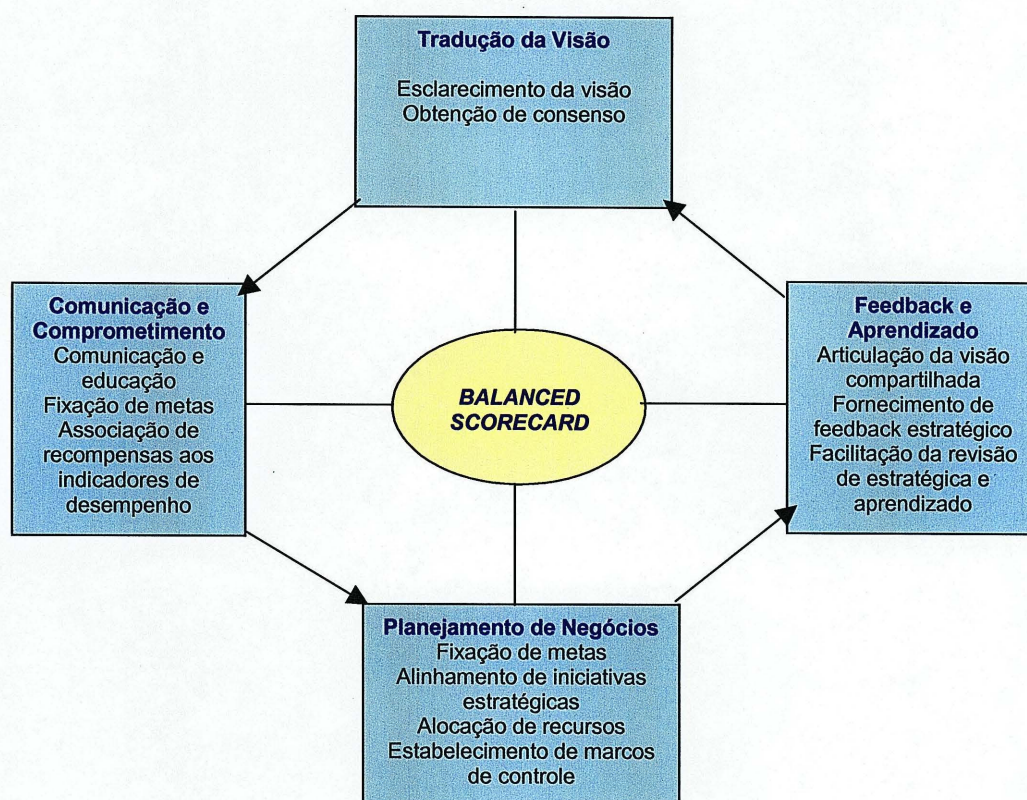 Tradução da Visão
Esclarecimento da visão
Obtenção de consenso
Comunicação e
Comprometimento
Comunicação e
educação
Fixação de metas
Associação de
recompensas aos
indicadores de
desempenho
BALANCED
SCORECARD
Feedback e
Aprendizado
Articulação da visão
compartilhada
Fornecimento de
feedback estratégico
Facilitação da revisão
de estratégica e
aprendizado
Planejamento de Negócios
Fixação de metas
Alinhamento de iniciativas
estratégicas
Alocação de recursos
Estabelecimento de marcos
de controle